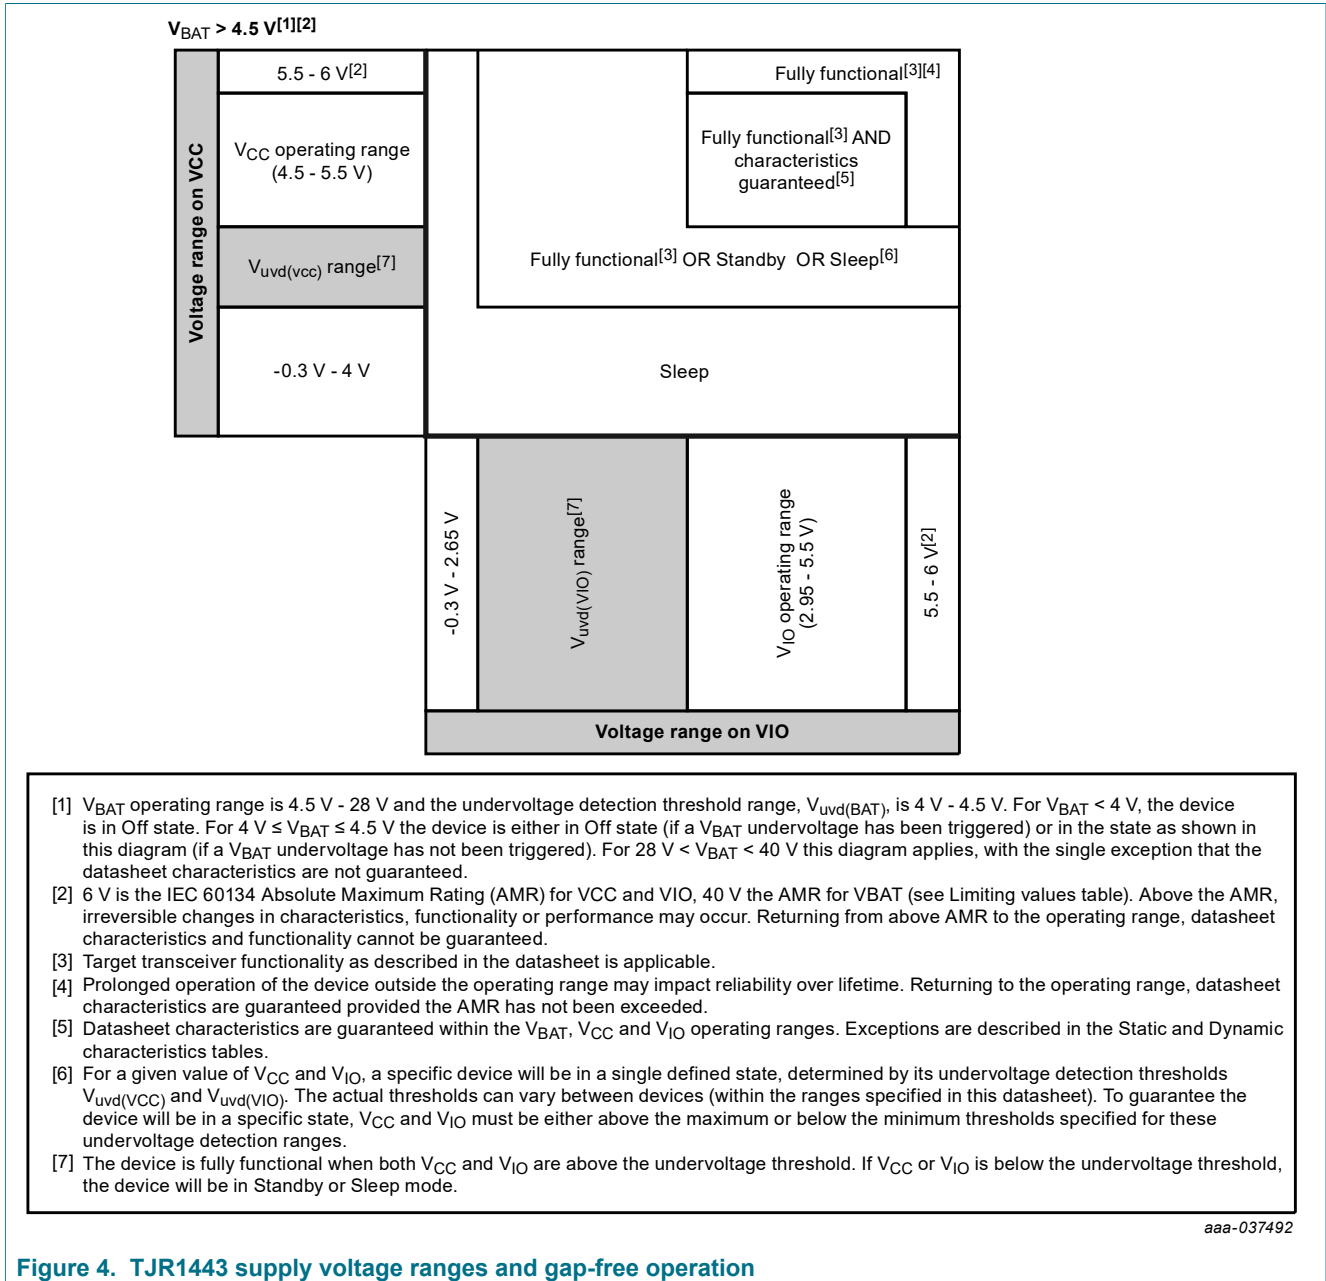 VBAT > 4.5 V[1][2]
Voltage range on VCC
5.5 - 6 V[2]
VCC operating range
(4.5 - 5.5 V)
Vuvd(vcc) range[7]
-0.3 V - 4 V
Fully functional[3][4]
Fully functional[3] AND
characteristics
guaranteed[5]
Fully functional[3] OR Standby OR Sleep[6]
Sleep
-0.3 V - 2.65 V
Vuvd(VIO) range[7]
VIO operating range
(2.95 - 5.5 V)
5.5 - 6 V[2]
Voltage range on VIO
[1] VBAT operating range is 4.5 V - 28 V and the undervoltage detection threshold range, Vuvd(BAT), is 4 V - 4.5 V. For VBAT < 4 V, the device
is in Off state. For 4 V ≤ VBAT ≤ 4.5 V the device is either in Off state (if a VBAT undervoltage has been triggered) or in the state as shown in
this diagram (if a VBAT undervoltage has not been triggered). For 28 V < VBAT < 40 V this diagram applies, with the single exception that the
datasheet characteristics are not guaranteed.
[2] 6 V is the IEC 60134 Absolute Maximum Rating (AMR) for VCC and VIO, 40 V the AMR for VBAT (see Limiting values table). Above the AMR,
irreversible changes in characteristics, functionality or performance may occur. Returning from above AMR to the operating range, datasheet
characteristics and functionality cannot be guaranteed.
[3] Target transceiver functionality as described in the datasheet is applicable.
[4] Prolonged operation of the device outside the operating range may impact reliability over lifetime. Returning to the operating range, datasheet
characteristics are guaranteed provided the AMR has not been exceeded.
[5] Datasheet characteristics are guaranteed within the VBAT, VCC and VIO operating ranges. Exceptions are described in the Static and Dynamic
characteristics tables.
[6] For a given value of VCC and VIO, a specific device will be in a single defined state, determined by its undervoltage detection thresholds
Vuvd(VCC) and Vuvd(VIO). The actual thresholds can vary between devices (within the ranges specified in this datasheet). To guarantee the
device will be in a specific state, VCC and VIO must be either above the maximum or below the minimum thresholds specified for these
undervoltage detection ranges.
[7] The device is fully functional when both VCC and VIO are above the undervoltage threshold. If VCC or VIO is below the undervoltage threshold,
the device will be in Standby or Sleep mode.
aaa-037492
Figure 4. TJR1443 supply voltage ranges and gap-free operation